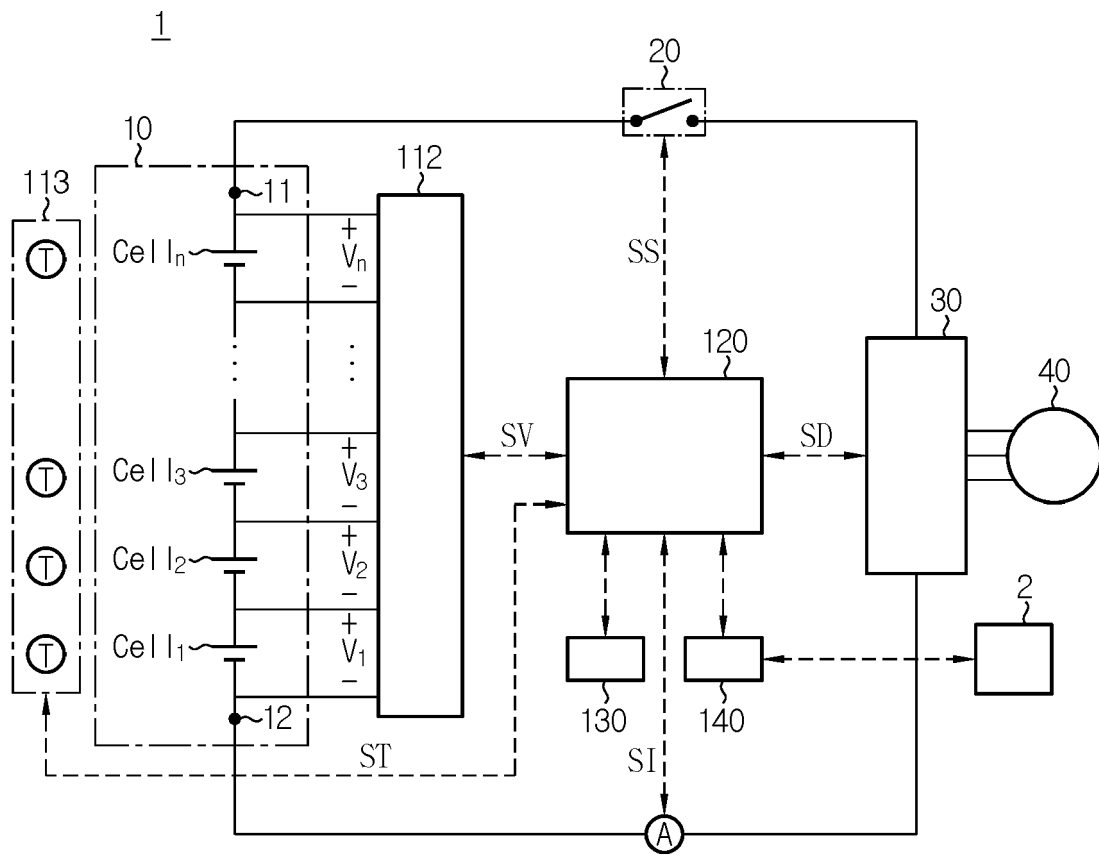 1
20
10
11
112
113
T
Cell_n
+
V_n
−
SS
30
120
40
SV
SD
T
Cell_3
+
V_3
−
T
Cell_2
+
V_2
−
2
T
Cell_1
+
V_1
−
12
130
140
ST
SI
A